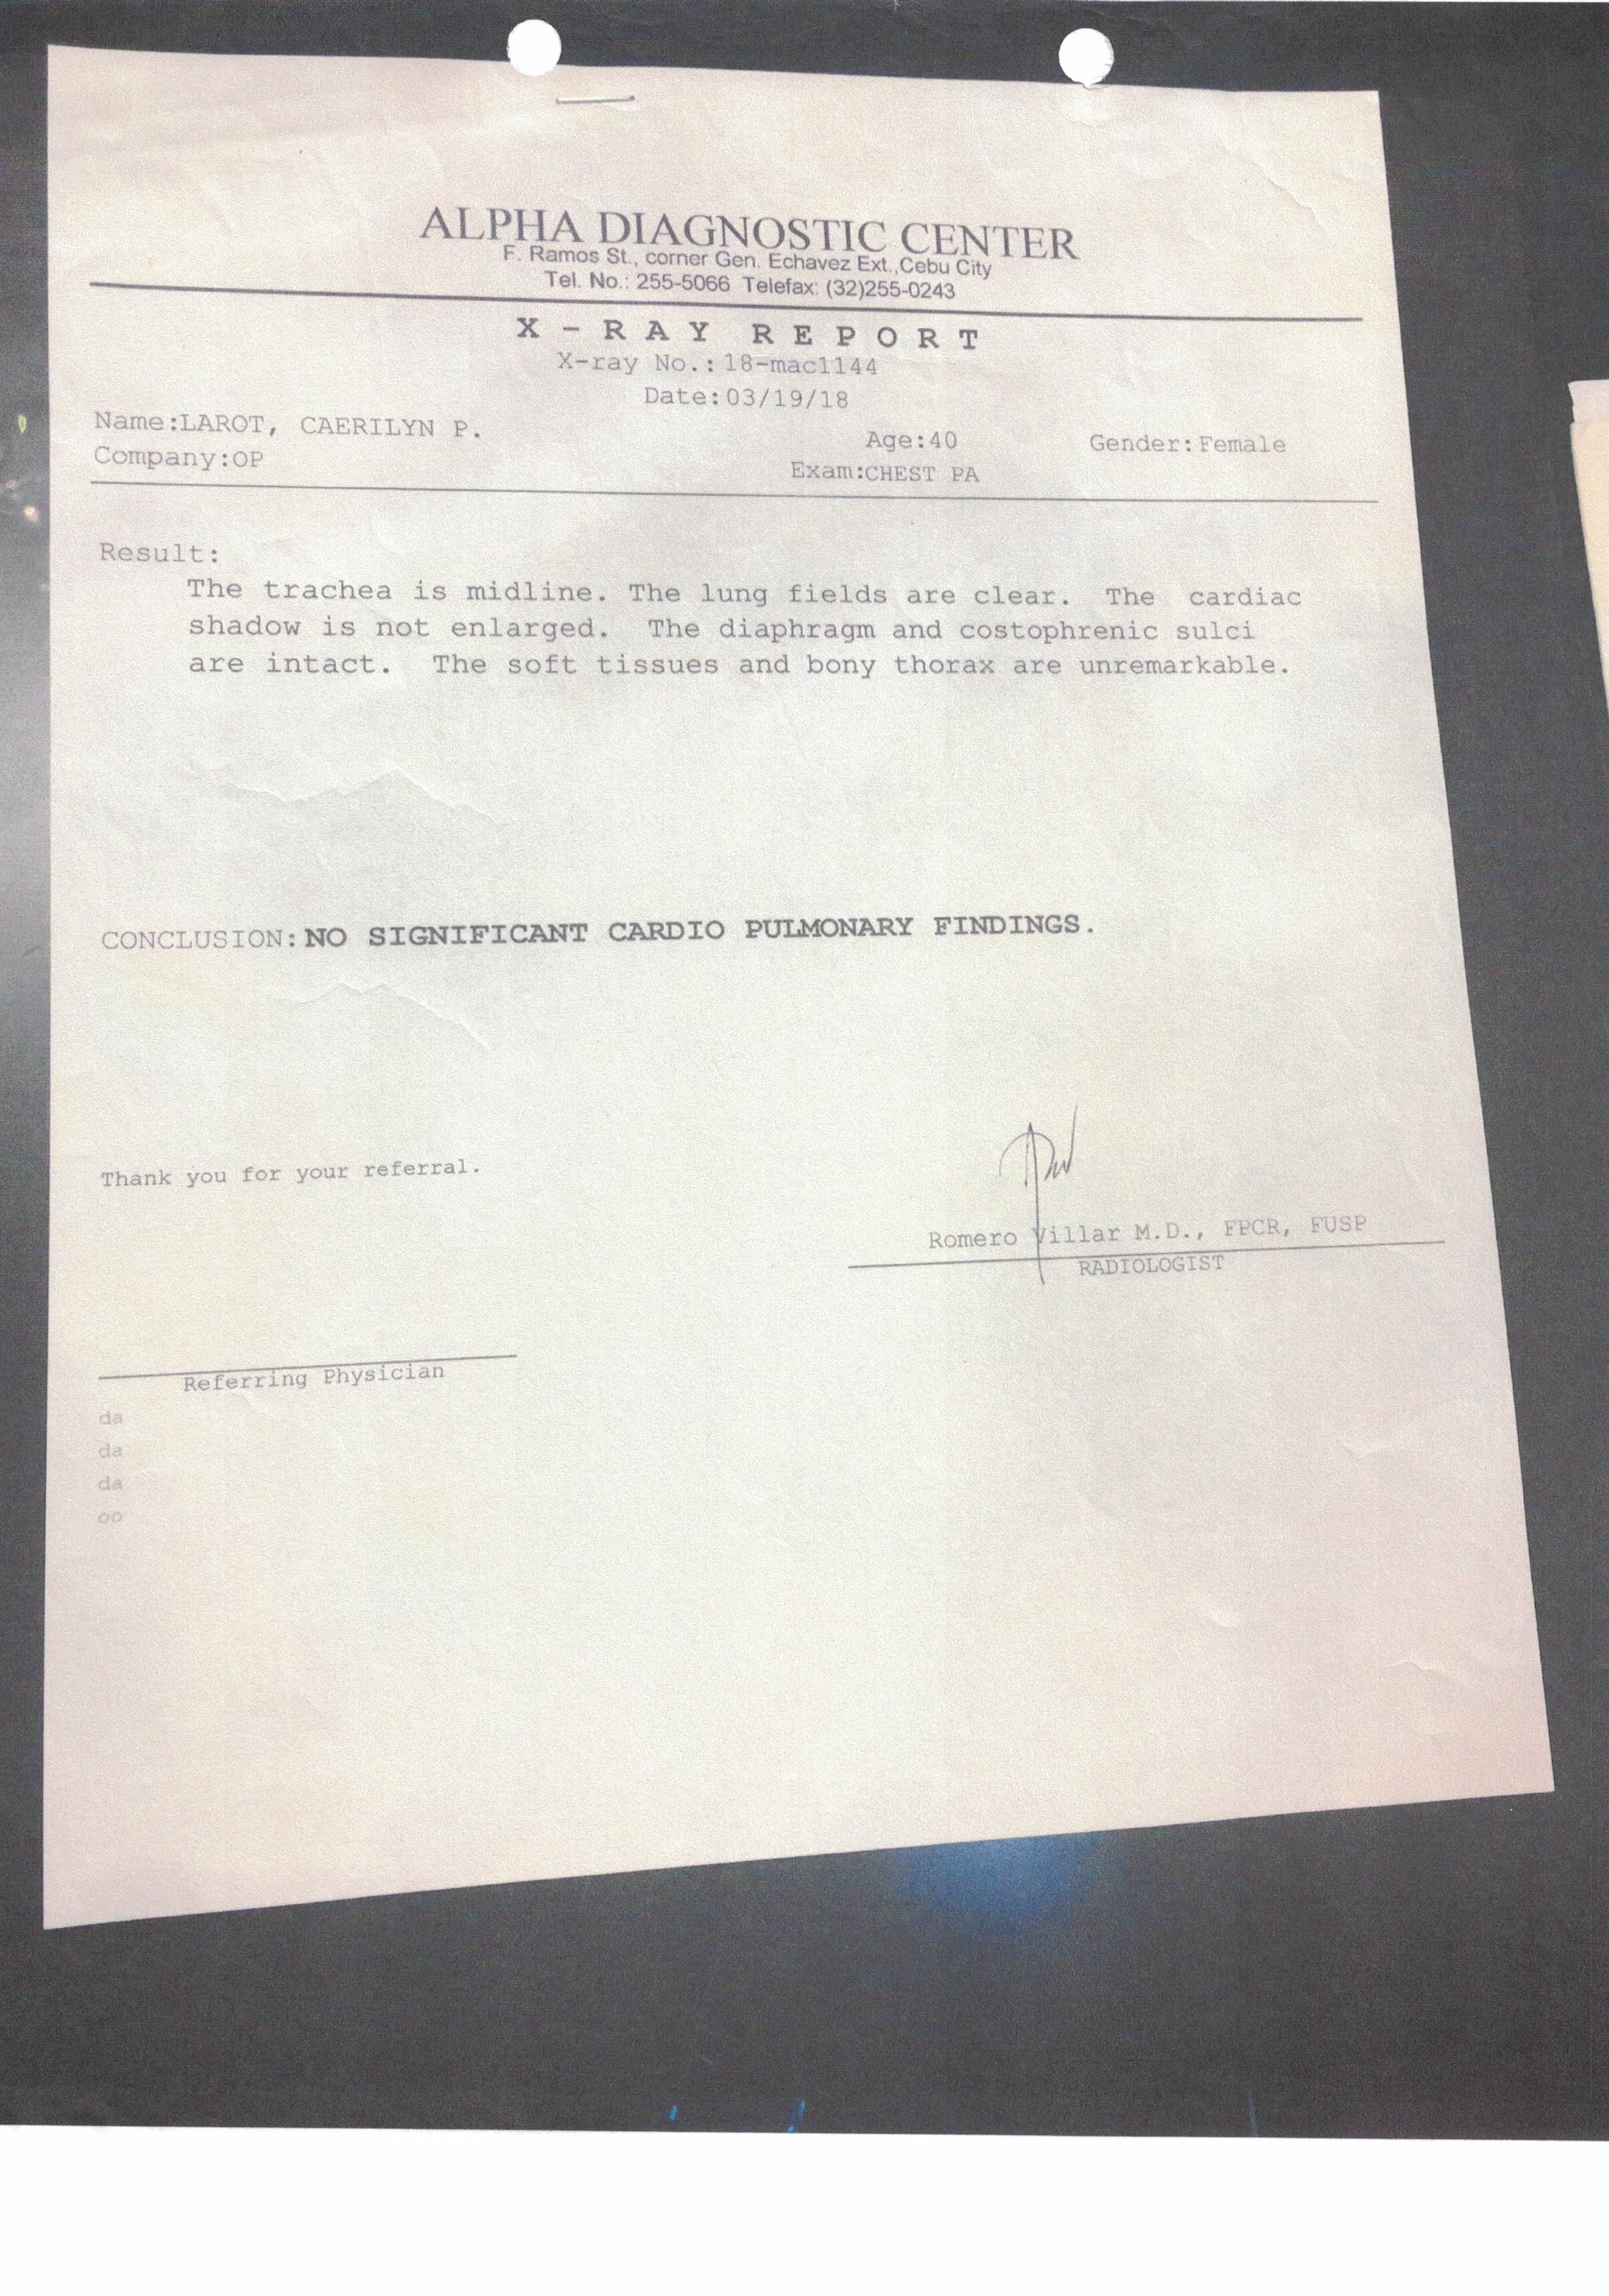 ALPHA DIAGNOSTIC CENTER
F. Ramos St., corner Gen. Echavez Ext.,Cebu City
Tel. No.: 255-5066 Telefax: (32)255-0243
X - R A Y R E P O R T
X-ray No.:18-mac1144
Date:03/19/18
Name:LAROT, CAERILYN P. Age:40 Gender:Female
Company:OP Exam:CHEST PA
Result:
The trachea is midline. The lung fields are clear. The cardiac
shadow is not enlarged. The diaphragm and costophrenic sulci
are intact. The soft tissues and bony thorax are unremarkable.
CONCLUSION:NO SIGNIFICANT CARDIO PULMONARY FINDINGS.
Thank you for your referral.
Romero Villar M.D., FPCR, FUSP
RADIOLOGIST
Referring Physician
da
da
da
oo